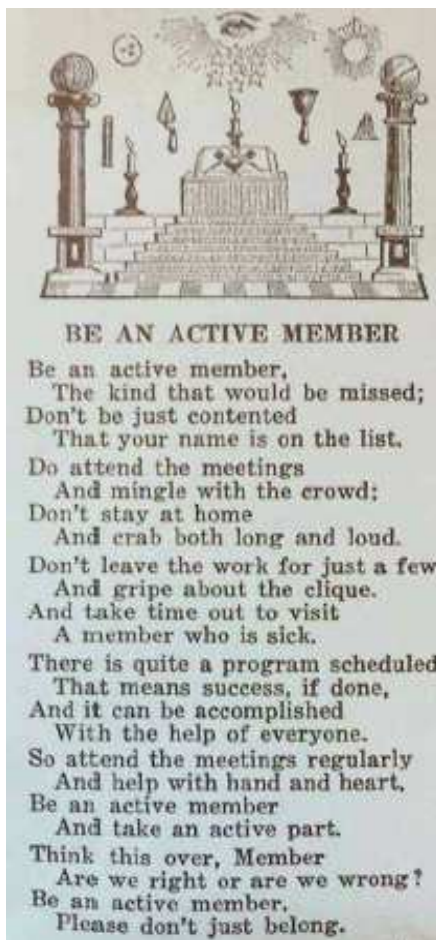 BE AN ACTIVE MEMBER
Be an active member,
The kind that would be missed;
Don't be just contented
That your name is on the list.
Do attend the meetings
And mingle with the crowd;
Don't stay at home
And crab both long and loud.
Don't leave the work for just a few
And gripe about the clique.
And take time out to visit
A member who is sick.
There is quite a program scheduled
That means success, if done,
And it can be accomplished
With the help of everyone.
So attend the meetings regularly
And help with hand and heart,
Be an active member
And take an active part.
Think this over, Member
Are we right or are we wrong?
Be an active member,
Please don't just belong.